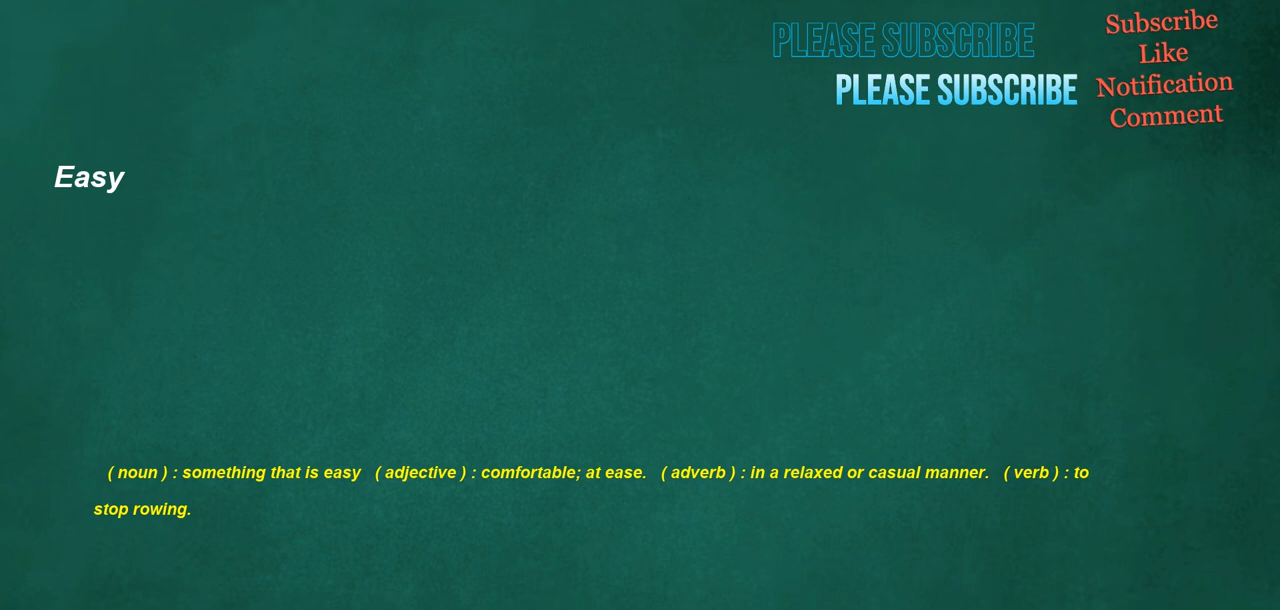 PLEASE SUBSCRIBE
PLEASE SUBSCRIBE
Subscribe
Like
Notification
Comment
Easy
( noun ) : something that is easy ( adjective ) : comfortable; at ease. ( adverb ) : in a relaxed or casual manner. ( verb ) : to
stop rowing.